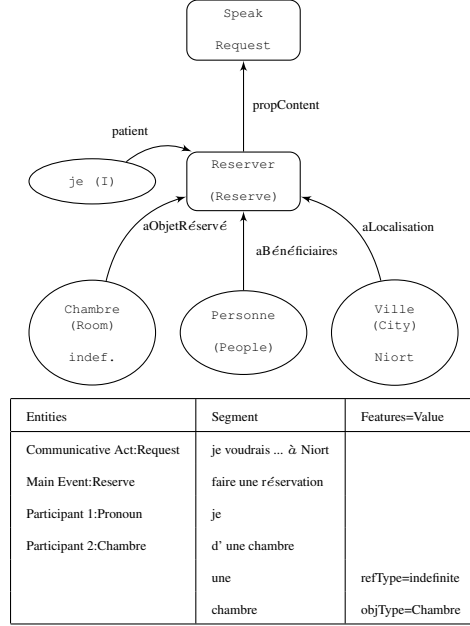 Speak
Request
propContent
patient
je (I)
Reserver
(Reserve)
aObjetRéservé
aLocalisation
aBénéficiaires
Chambre
(Room)
indef.
Personne
(People)
Ville
(City)
Niort
Entities Segment Features=Value
Communicative Act:Request je voudrais ... à Niort
Main Event:Reserve faire une réservation
Participant 1:Pronoun je
Participant 2:Chambre d' une chambre
une refType=indefinite
chambre objType=Chambre